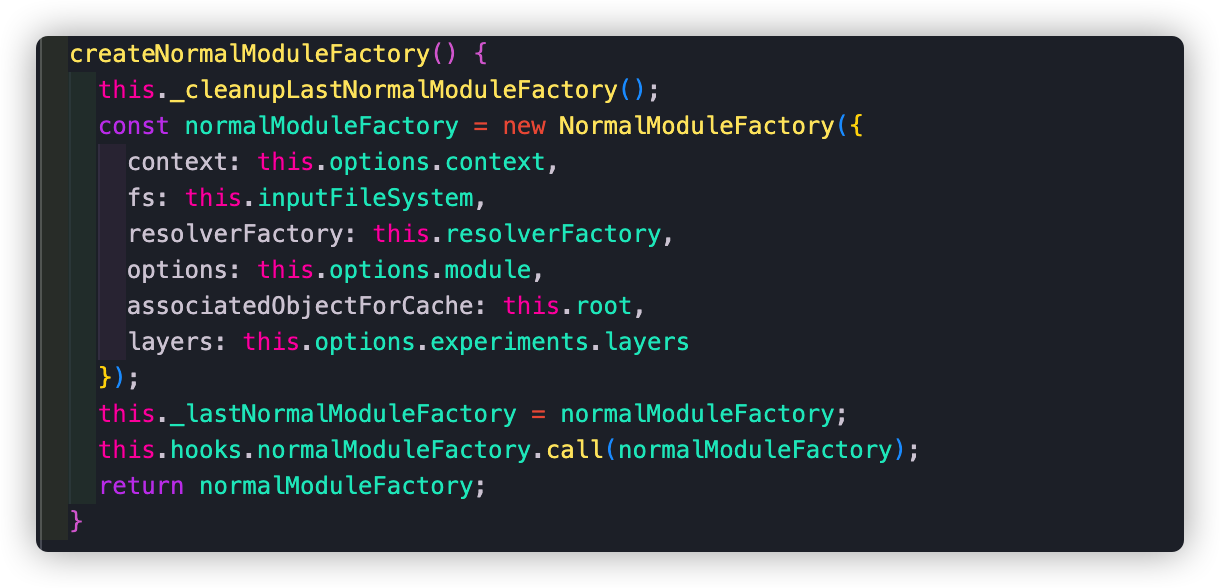 createNormalModuleFactory() {
this._cleanupLastNormalModuleFactory();
const normalModuleFactory = new NormalModuleFactory({
context: this.options.context,
fs: this.inputFileSystem,
resolverFactory: this.resolverFactory,
options: this.options.module,
associatedObjectForCache: this.root,
layers: this.options.experiments.layers
});
this._lastNormalModuleFactory = normalModuleFactory;
this.hooks.normalModuleFactory.call(normalModuleFactory);
return normalModuleFactory;
}